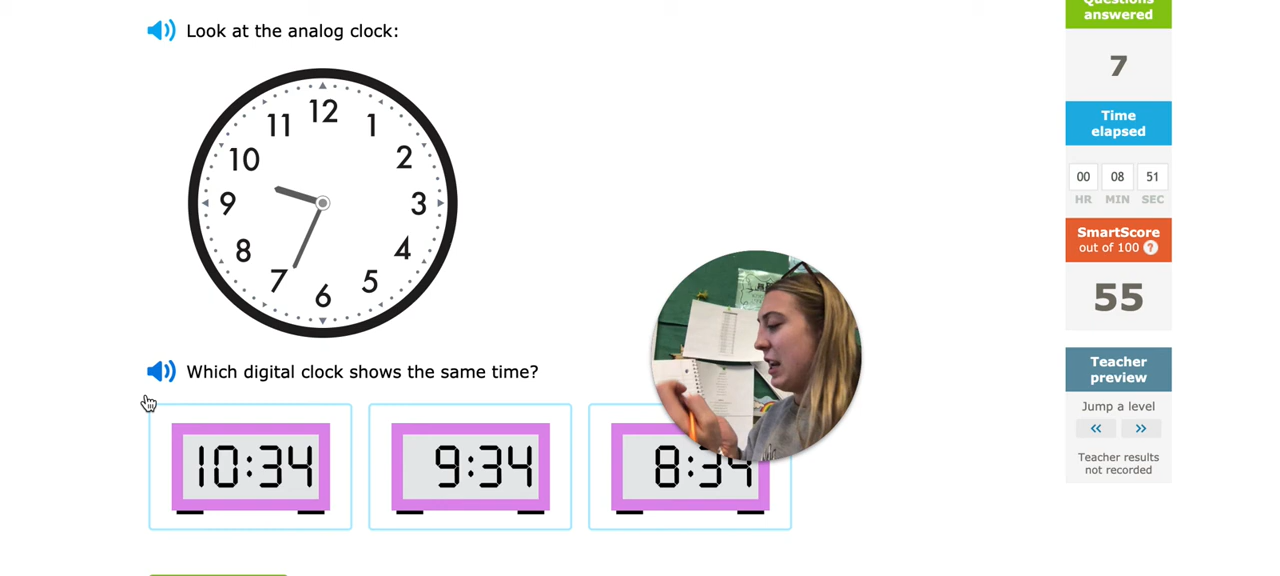 Questions
answered
Look at the analog clock:
7
12
11
1
10
2
9
3
8
4
7
5
6
Time
elapsed
00 08 51
HR MIN SEC
SmartScore
out of 100 ?
55
Which digital clock shows the same time?
Teacher
preview
Jump a level
<< >>
Teacher results
not recorded
10:34 9:34 8:34